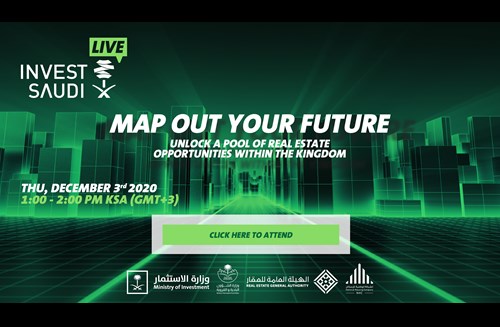 LIVE
INVEST
SAUDI
MAP OUT YOUR FUTURE
UNLOCK A POOL OF REAL ESTATE
OPPORTUNITIES WITHIN THE KINGDOM
THU, DECEMBER 3rd 2020
1:00 - 2:00 PM KSA (GMT+3)
CLICK HERE TO ATTEND
وزارة الاستثمار
Ministry of Investment
الهيئة العامة للعقار
REAL ESTATE GENERAL AUTHORITY